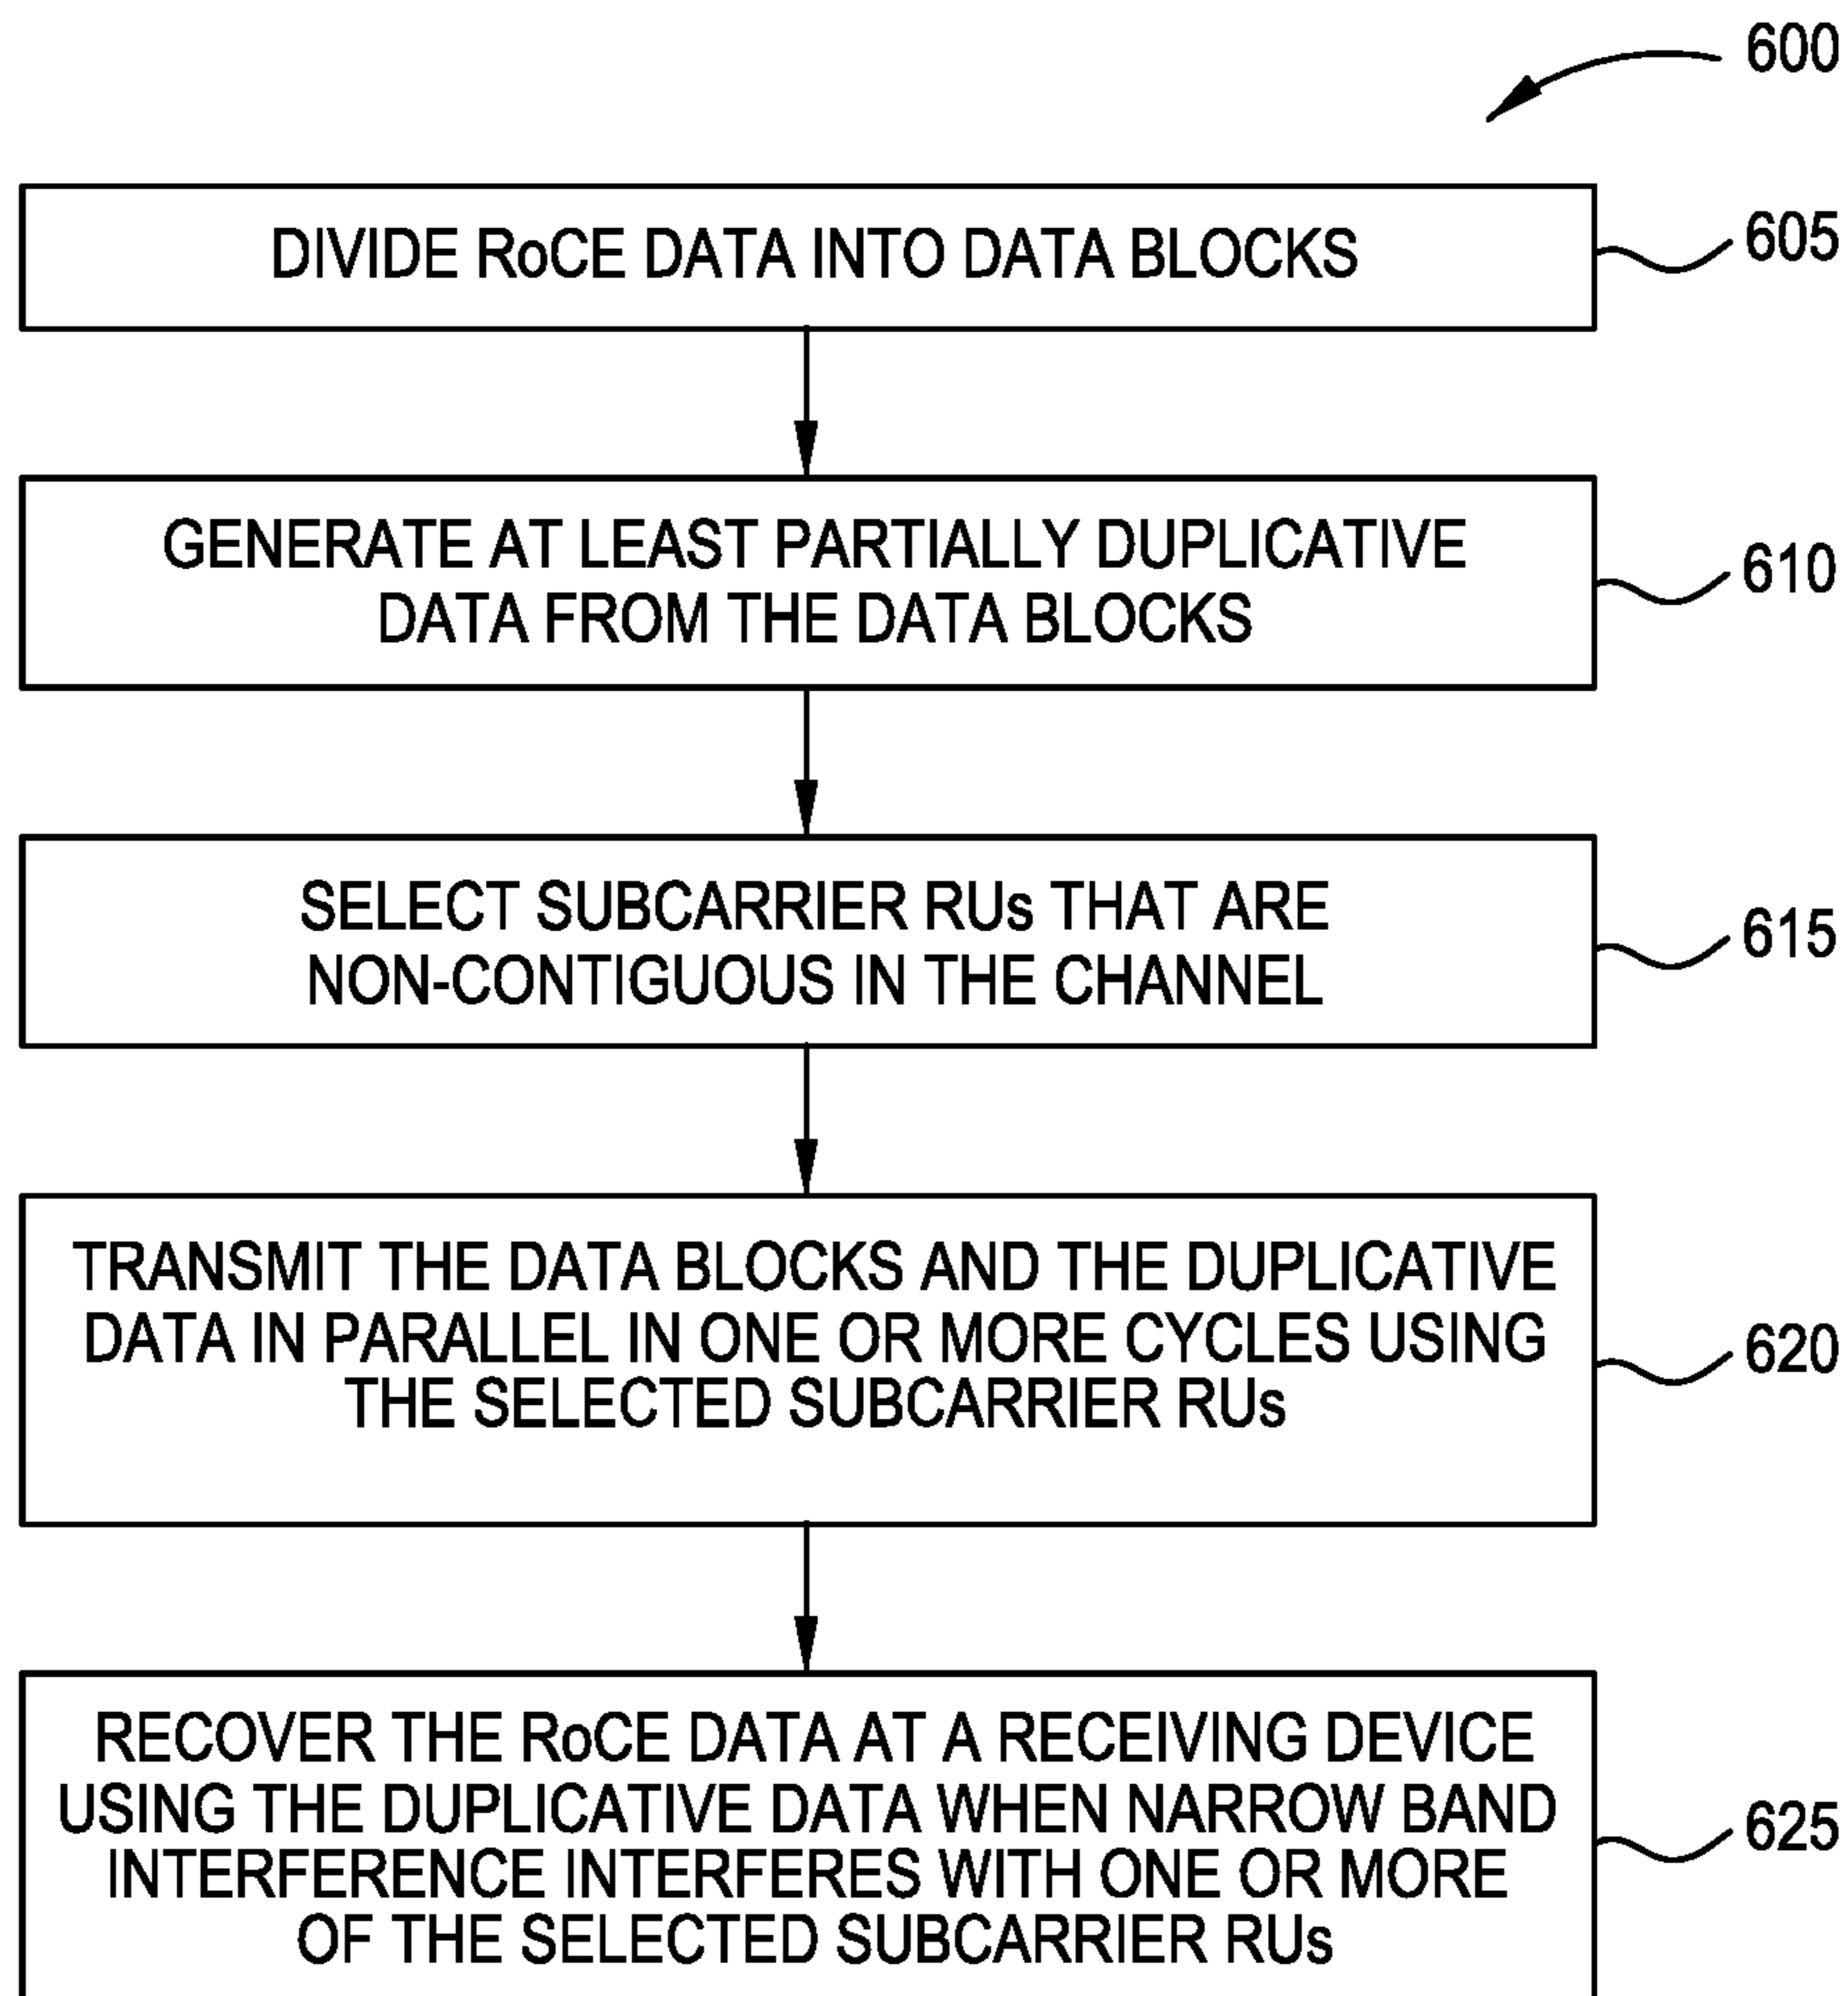 600
DIVIDE RoCE DATA INTO DATA BLOCKS
605
GENERATE AT LEAST PARTIALLY DUPLICATIVE
DATA FROM THE DATA BLOCKS
610
SELECT SUBCARRIER RUs THAT ARE
NON-CONTIGUOUS IN THE CHANNEL
615
TRANSMIT THE DATA BLOCKS AND THE DUPLICATIVE
DATA IN PARALLEL IN ONE OR MORE CYCLES USING
THE SELECTED SUBCARRIER RUs
620
RECOVER THE RoCE DATA AT A RECEIVING DEVICE
USING THE DUPLICATIVE DATA WHEN NARROW BAND
INTERFERENCE INTERFERES WITH ONE OR MORE
OF THE SELECTED SUBCARRIER RUs
625